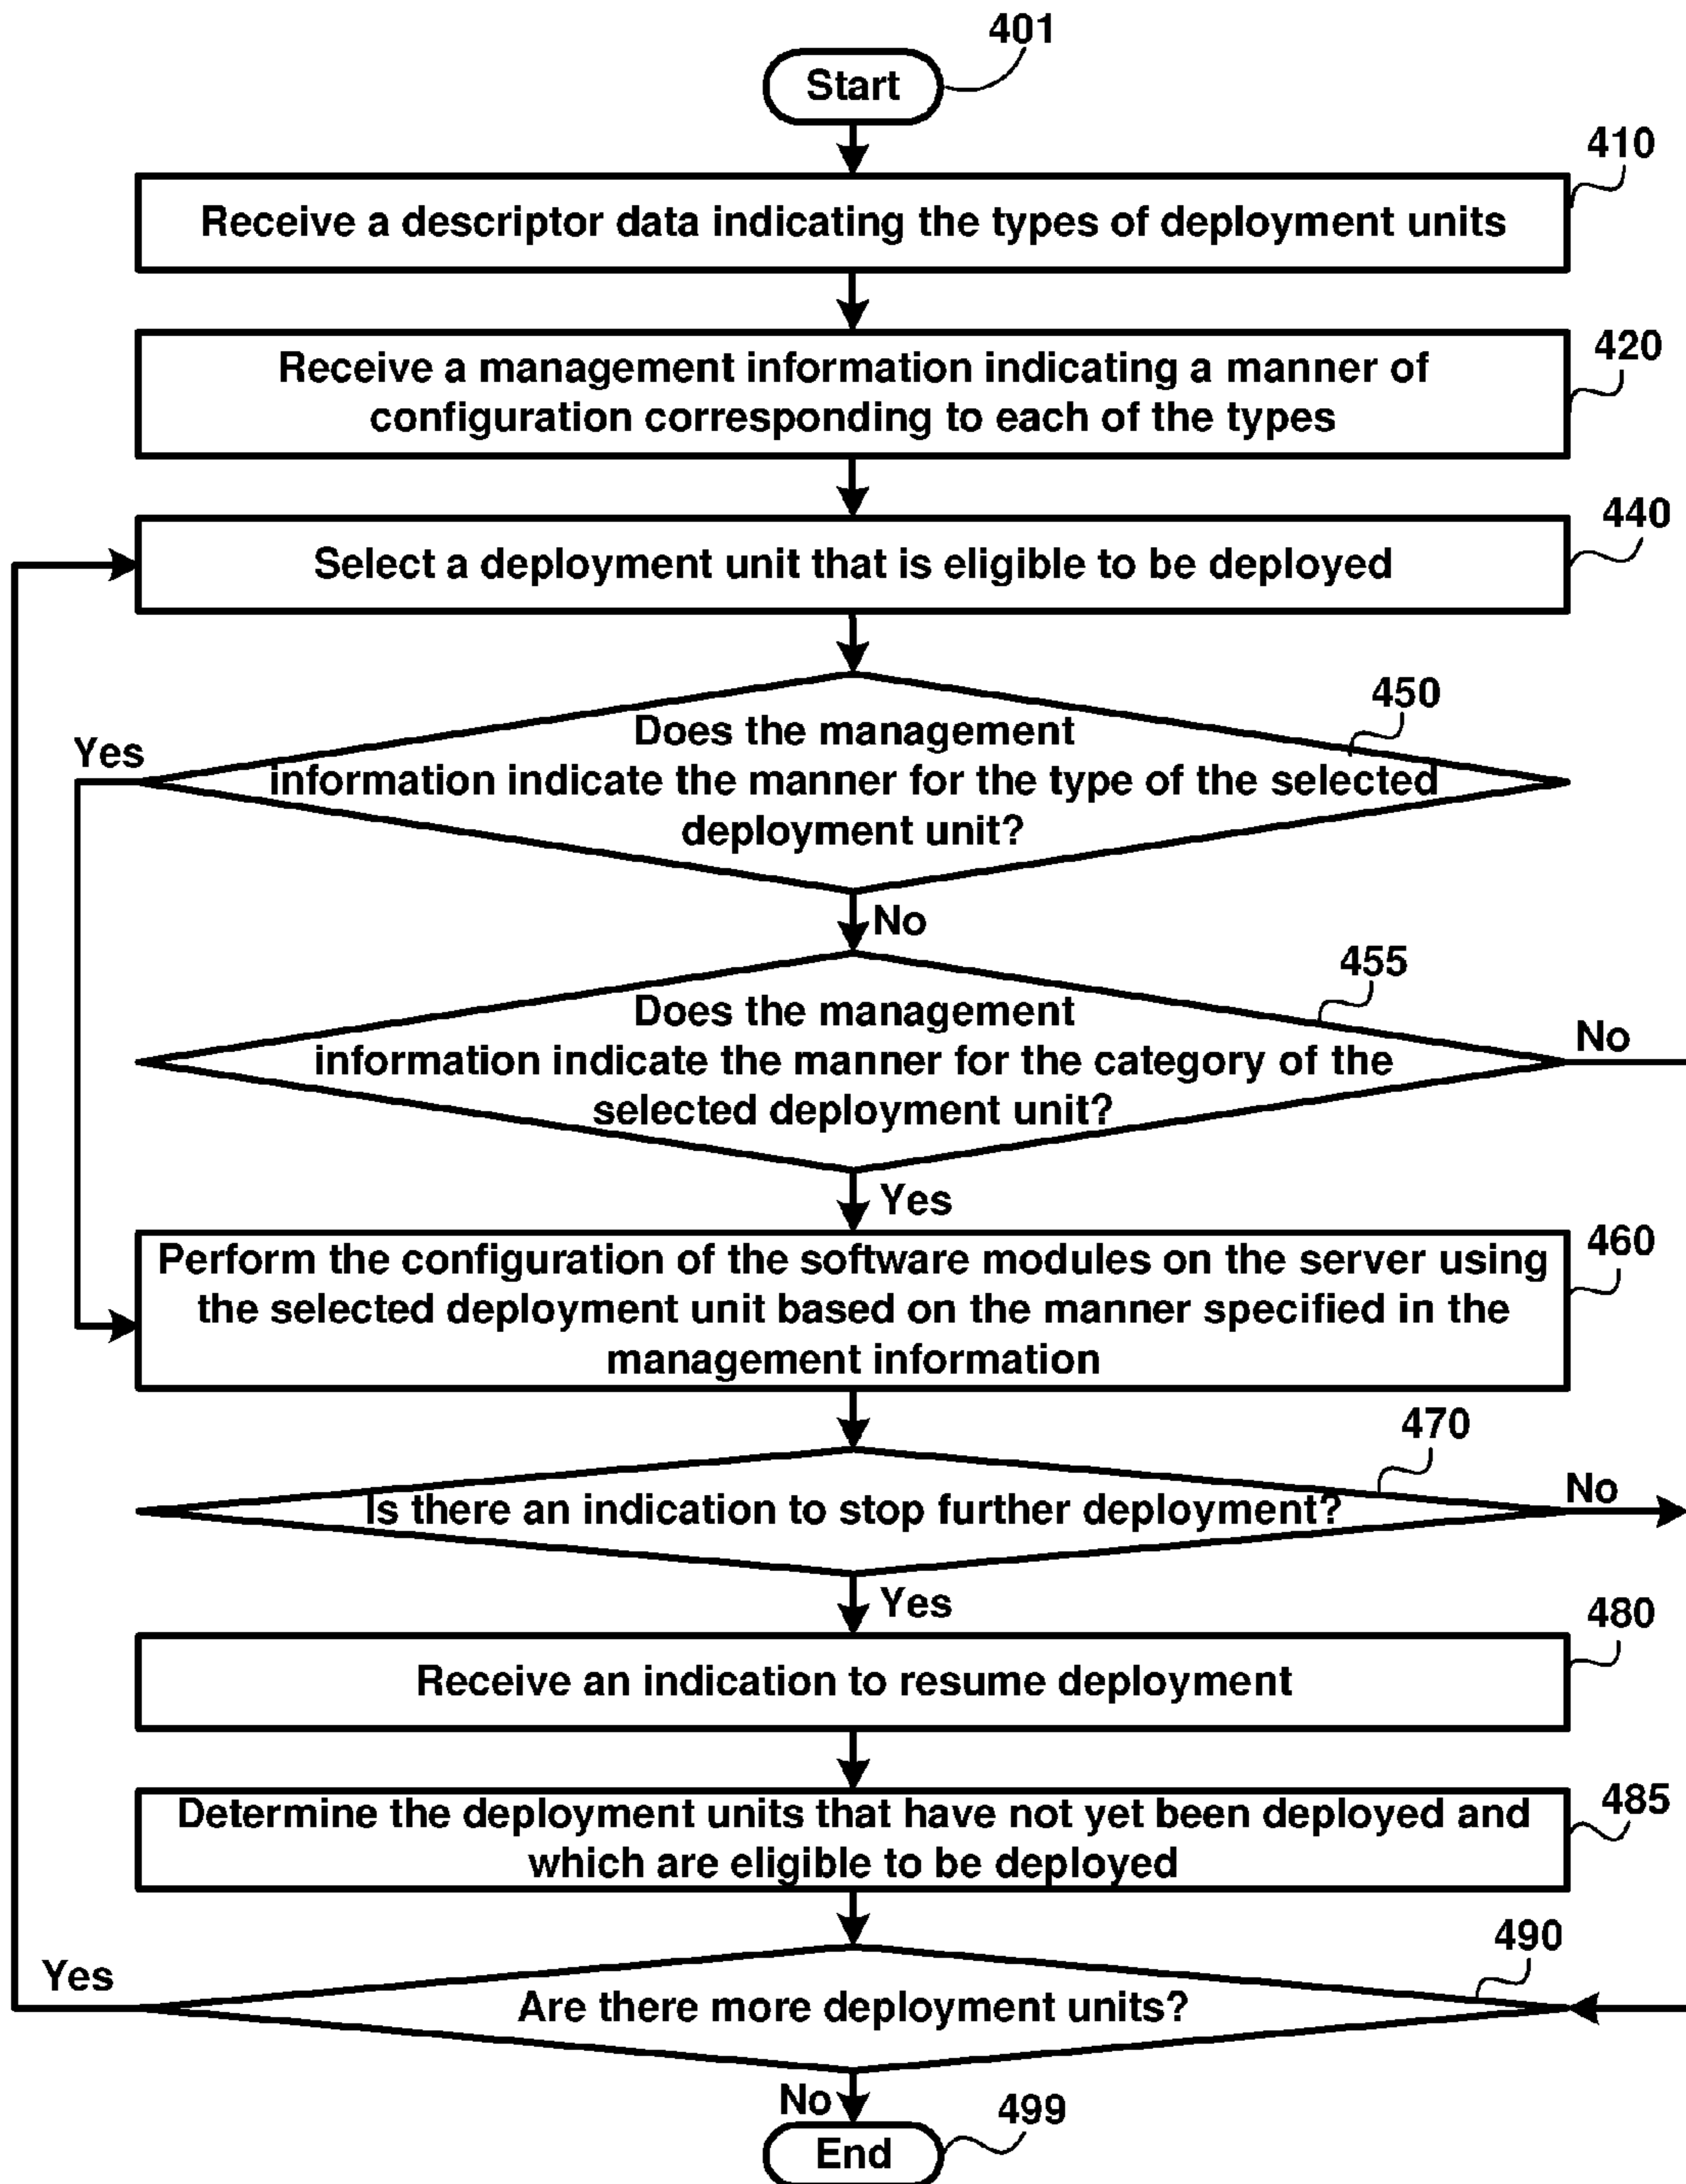 401
Start
410
Receive a descriptor data indicating the types of deployment units
420
Receive a management information indicating a manner of
configuration corresponding to each of the types
440
Select a deployment unit that is eligible to be deployed
450
Yes
Does the management
information indicate the manner for the type of the selected
deployment unit?
No
455
Does the management
information indicate the manner for the category of the
selected deployment unit?
No
Yes
460
Perform the configuration of the software modules on the server using
the selected deployment unit based on the manner specified in the
management information
470
Is there an indication to stop further deployment?
No
Yes
480
Receive an indication to resume deployment
485
Determine the deployment units that have not yet been deployed and
which are eligible to be deployed
490
Yes
Are there more deployment units?
No
499
End